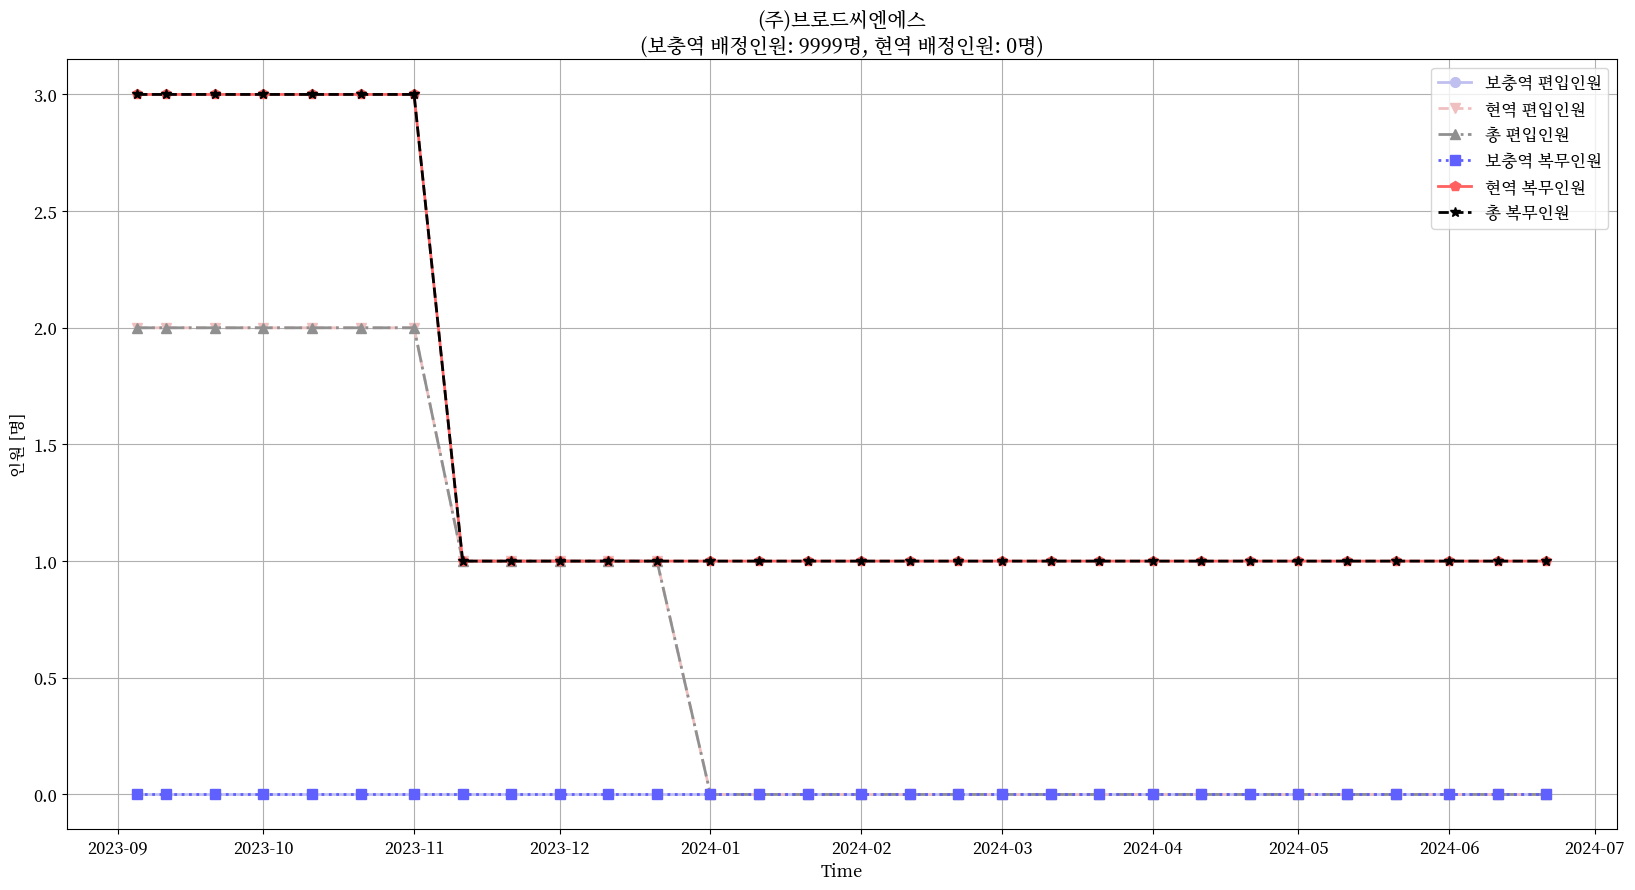 (주)브로드씨엔에스
(보충역 배정인원: 9999명, 현역 배정인원: 0명)
보충역 편입인원
현역 편입인원
총 편입인원
보충역 복무인원
현역 복무인원
총 복무인원
인원 [명]
3.0
2.5
2.0
1.5
1.0
0.5
0.0
2023-09 2023-10 2023-11 2023-12 2024-01 2024-02 2024-03 2024-04 2024-05 2024-06 2024-07
Time